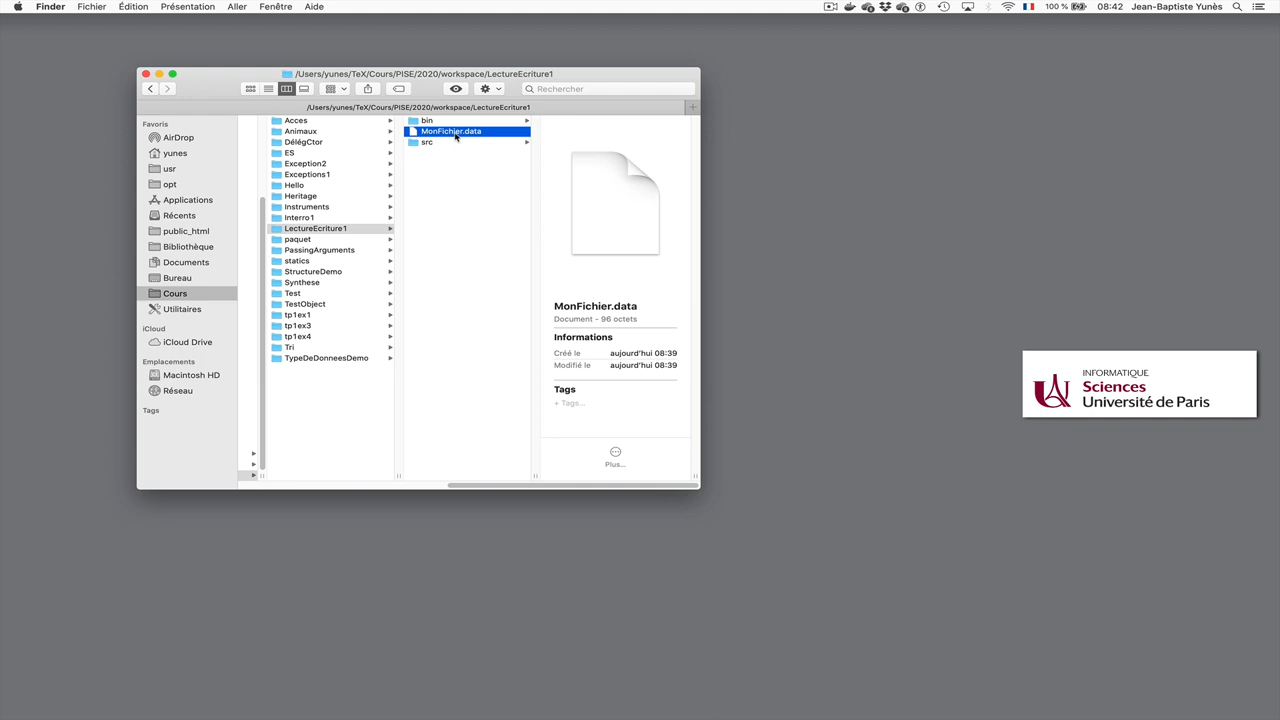 Finder Fichier Édition Présentation Aller Fenêtre Aide 100 % 08:42 Jean-Baptiste Yunès
/Users/yunes/TeX/Cours/PISE/2020/workspace/LectureEcriture1
Rechercher
/Users/yunes/TeX/Cours/PISE/2020/workspace/LectureEcriture1
Favoris
AirDrop
yunes
usr
opt
Applications
Récents
public_html
Bibliothèque
Documents
Bureau
Cours
Utilitaires
iCloud
iCloud Drive
Emplacements
Macintosh HD
Réseau
Tags
Acces
Animaux
DélégCtor
ES
Exception2
Exceptions1
Hello
Heritage
Instruments
Interro1
LectureEcriture1
paquet
PassingArguments
statics
StructureDemo
Synthese
Test
TestObject
tp1ex1
tp1ex3
tp1ex4
Tri
TypeDeDonneesDemo
bin
MonFichier.data
src
MonFichier.data
Document - 96 octets
Informations
Créé le aujourd'hui 08:39
Modifié le aujourd'hui 08:39
Tags
+ Tags...
Plus...
INFORMATIQUE
Sciences
Université de Paris